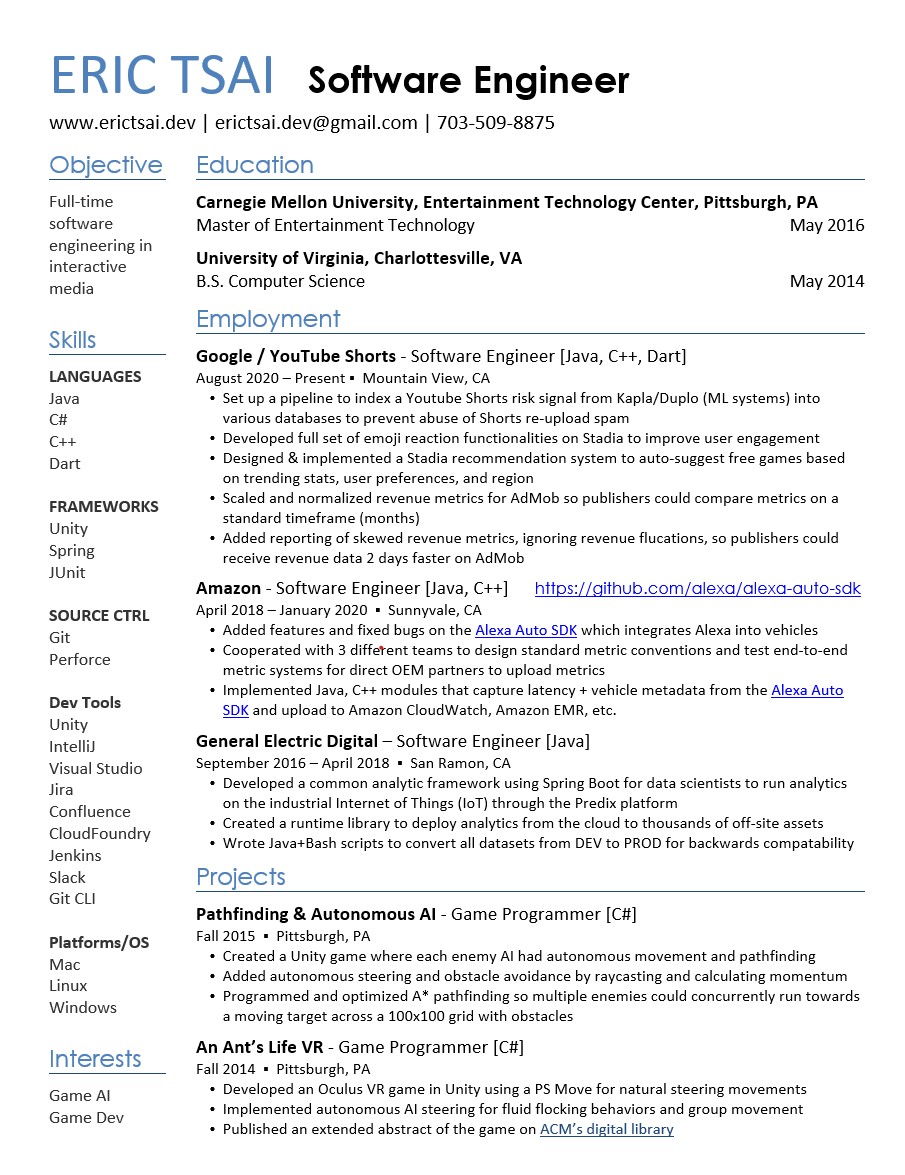 ERIC TSAI Software Engineer
www.erictsai.dev | erictsai.dev@gmail.com | 703-509-8875
Objective
Full-time
software
engineering in
interactive
media
Skills
LANGUAGES
Java
C#
C++
Dart
FRAMEWORKS
Unity
Spring
JUnit
SOURCE CTRL
Git
Perforce
Dev Tools
Unity
IntelliJ
Visual Studio
Jira
Confluence
CloudFoundry
Jenkins
Slack
Git CLI
Platforms/OS
Mac
Linux
Windows
Interests
Game AI
Game Dev
Education
Carnegie Mellon University, Entertainment Technology Center, Pittsburgh, PA
Master of Entertainment Technology May 2016
University of Virginia, Charlottesville, VA
B.S. Computer Science May 2014
Employment
Google / YouTube Shorts - Software Engineer [Java, C++, Dart]
August 2020 – Present ▪ Mountain View, CA
• Set up a pipeline to index a Youtube Shorts risk signal from Kapla/Duplo (ML systems) into
various databases to prevent abuse of Shorts re-upload spam
• Developed full set of emoji reaction functionalities on Stadia to improve user engagement
• Designed & implemented a Stadia recommendation system to auto-suggest free games based
on trending stats, user preferences, and region
• Scaled and normalized revenue metrics for AdMob so publishers could compare metrics on a
standard timeframe (months)
• Added reporting of skewed revenue metrics, ignoring revenue flucations, so publishers could
receive revenue data 2 days faster on AdMob
Amazon - Software Engineer [Java, C++] https://github.com/alexa/alexa-auto-sdk
April 2018 – January 2020 ▪ Sunnyvale, CA
• Added features and fixed bugs on the Alexa Auto SDK which integrates Alexa into vehicles
• Cooperated with 3 different teams to design standard metric conventions and test end-to-end
metric systems for direct OEM partners to upload metrics
• Implemented Java, C++ modules that capture latency + vehicle metadata from the Alexa Auto
SDK and upload to Amazon CloudWatch, Amazon EMR, etc.
General Electric Digital – Software Engineer [Java]
September 2016 – April 2018 ▪ San Ramon, CA
• Developed a common analytic framework using Spring Boot for data scientists to run analytics
on the industrial Internet of Things (IoT) through the Predix platform
• Created a runtime library to deploy analytics from the cloud to thousands of off-site assets
• Wrote Java+Bash scripts to convert all datasets from DEV to PROD for backwards compatability
Projects
Pathfinding & Autonomous AI - Game Programmer [C#]
Fall 2015 ▪ Pittsburgh, PA
• Created a Unity game where each enemy AI had autonomous movement and pathfinding
• Added autonomous steering and obstacle avoidance by raycasting and calculating momentum
• Programmed and optimized A* pathfinding so multiple enemies could concurrently run towards
a moving target across a 100x100 grid with obstacles
An Ant’s Life VR - Game Programmer [C#]
Fall 2014 ▪ Pittsburgh, PA
• Developed an Oculus VR game in Unity using a PS Move for natural steering movements
• Implemented autonomous AI steering for fluid flocking behaviors and group movement
• Published an extended abstract of the game on ACM’s digital library